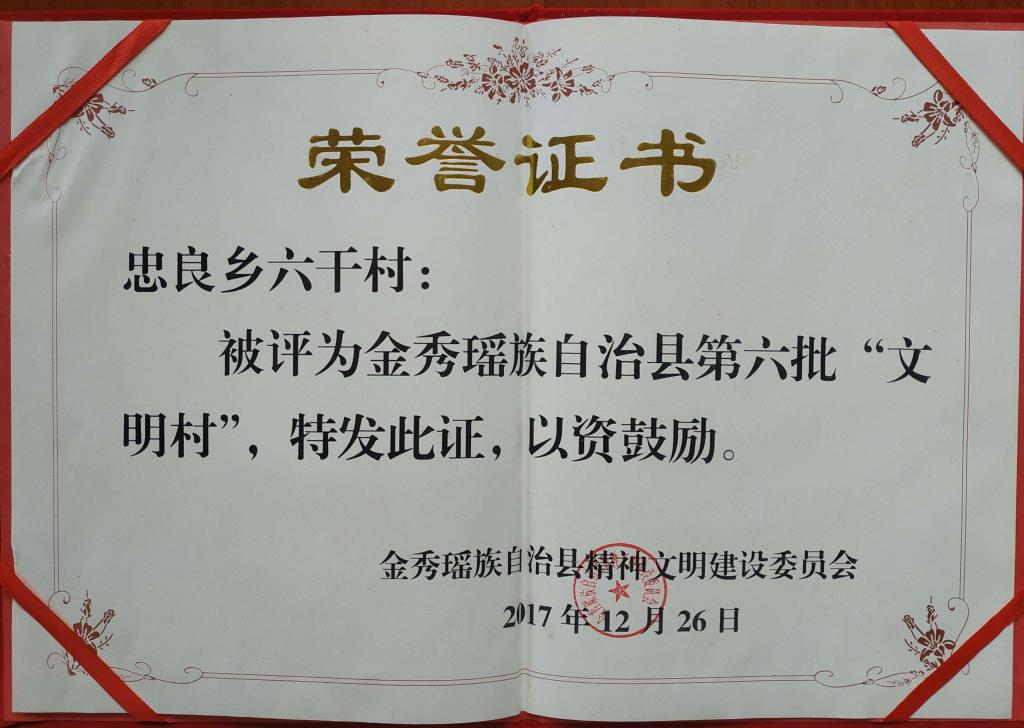 荣誉证书
忠良乡六干村：
被评为金秀瑶族自治县第六批“文
明村”，特发此证，以资鼓励。
金秀瑶族自治县精神文明建设委员会
2017年12月26日